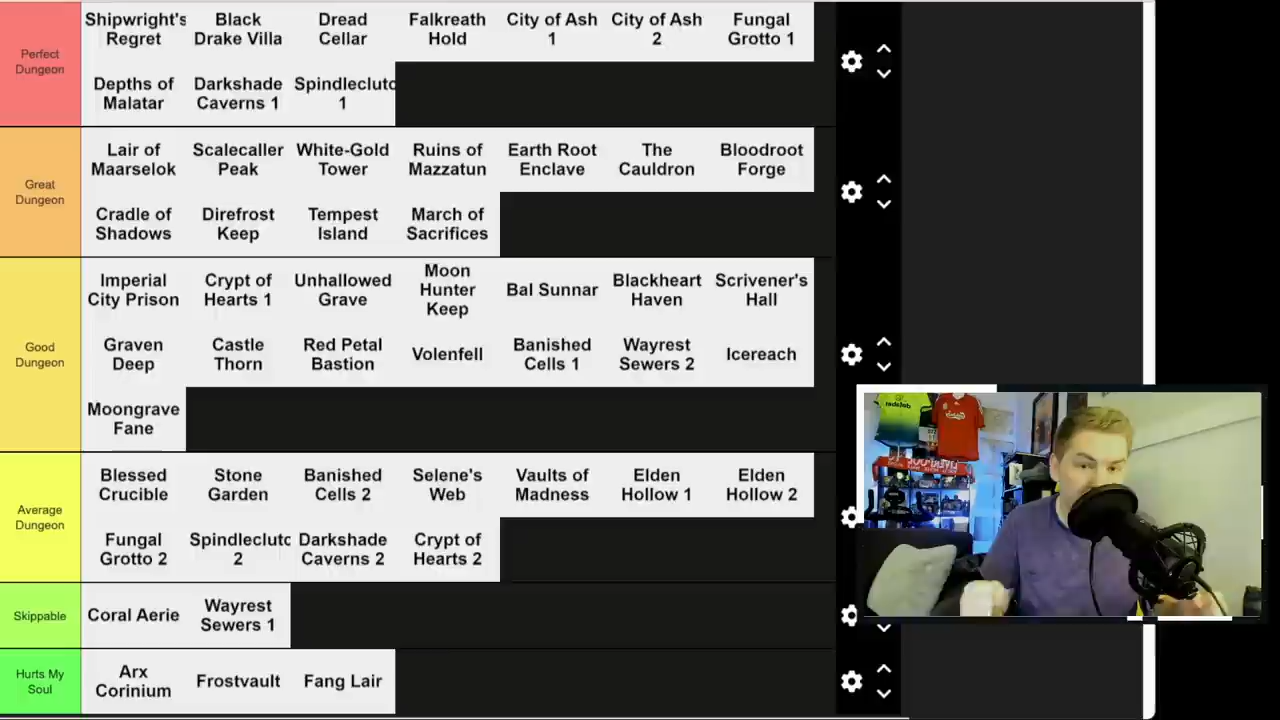 Perfect
Dungeon
Shipwright's
Regret
Black
Drake Villa
Dread
Cellar
Falkreath
Hold
City of Ash
1
City of Ash
2
Fungal
Grotto 1
Depths of
Malatar
Darkshade
Caverns 1
Spindleclutc
1
Great
Dungeon
Lair of
Maarselok
Scalecaller
Peak
White-Gold
Tower
Ruins of
Mazzatun
Earth Root
Enclave
The
Cauldron
Bloodroot
Forge
Cradle of
Shadows
Direfrost
Keep
Tempest
Island
March of
Sacrifices
Good
Dungeon
Imperial
City Prison
Crypt of
Hearts 1
Unhallowed
Grave
Moon
Hunter
Keep
Bal Sunnar
Blackheart
Haven
Scrivener's
Hall
Graven
Deep
Castle
Thorn
Red Petal
Bastion
Volenfell
Banished
Cells 1
Wayrest
Sewers 2
Icereach
Moongrave
Fane
Average
Dungeon
Blessed
Crucible
Stone
Garden
Banished
Cells 2
Selene's
Web
Vaults of
Madness
Elden
Hollow 1
Elden
Hollow 2
Fungal
Grotto 2
Spindleclutc
2
Darkshade
Caverns 2
Crypt of
Hearts 2
Skippable
Coral Aerie
Wayrest
Sewers 1
Hurts My
Soul
Arx
Corinium
Frostvault
Fang Lair